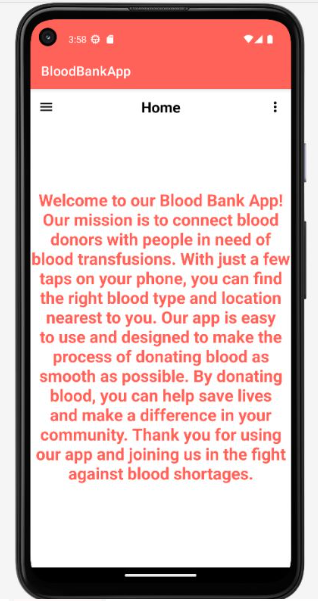 3:58
BloodBankApp
Home
Welcome to our Blood Bank App!
Our mission is to connect blood
donors with people in need of
blood transfusions. With just a few
taps on your phone, you can find
the right blood type and location
nearest to you. Our app is easy
to use and designed to make the
process of donating blood as
smooth as possible. By donating
blood, you can help save lives
and make a difference in your
community. Thank you for using
our app and joining us in the fight
against blood shortages.